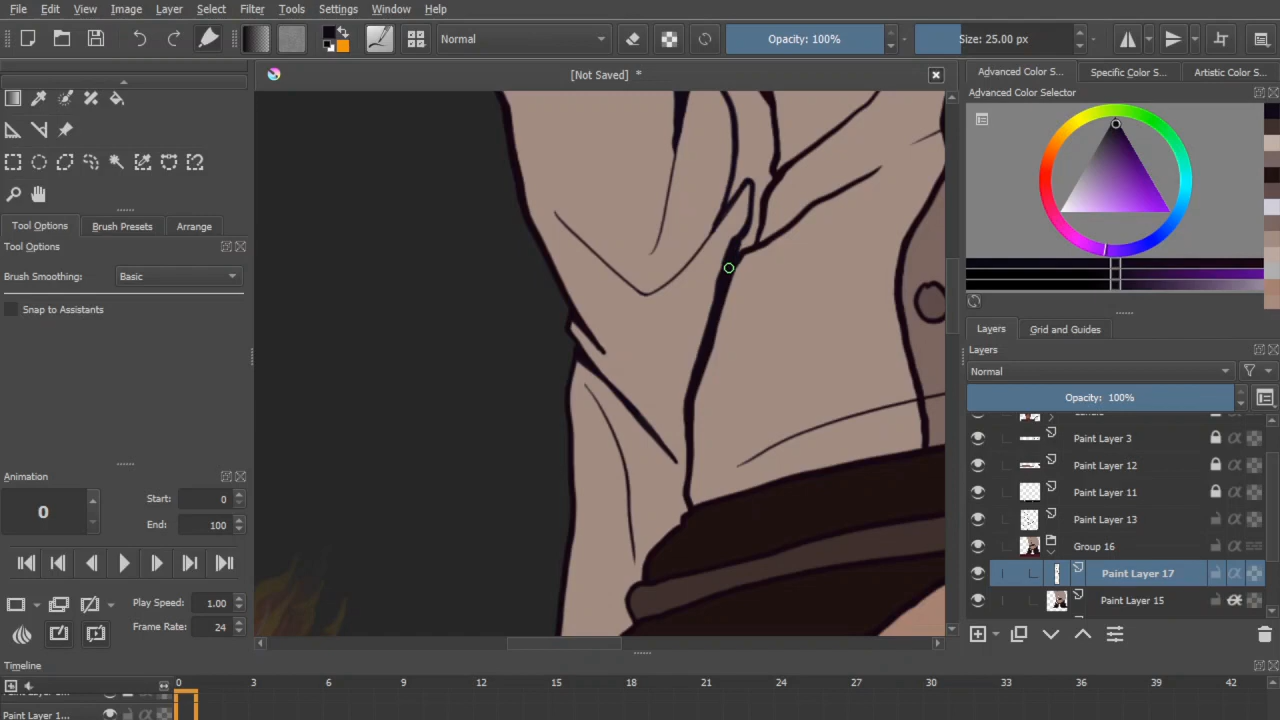 File Edit View Image Layer Select Filter Tools Settings Window Help
Normal Opacity: 100% Size: 25.00 px
[Not Saved] *
Advanced Color S... Specific Color S... Artistic Color S...
Advanced Color Selector
Tool Options Brush Presets Arrange
Tool Options
Brush Smoothing: Basic
Snap to Assistants
Layers Grid and Guides
Layers
Normal
Opacity: 100%
Paint Layer 3
Paint Layer 12
Paint Layer 11
Paint Layer 13
Group 16
Paint Layer 17
Paint Layer 15
Animation
0 Start: 0
End: 100
Play Speed: 1.00
Frame Rate: 24
Timeline
0 3 6 9 12 15 18 21 24 27 30 33 36 39 42
Paint Layer 1...